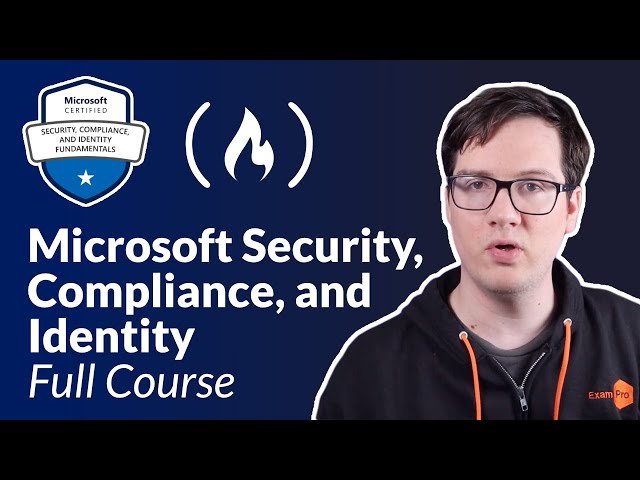 Microsoft
CERTIFIED
SECURITY, COMPLIANCE,
AND IDENTITY
FUNDAMENTALS
Microsoft Security,
Compliance, and
Identity
Full Course
ExamPro